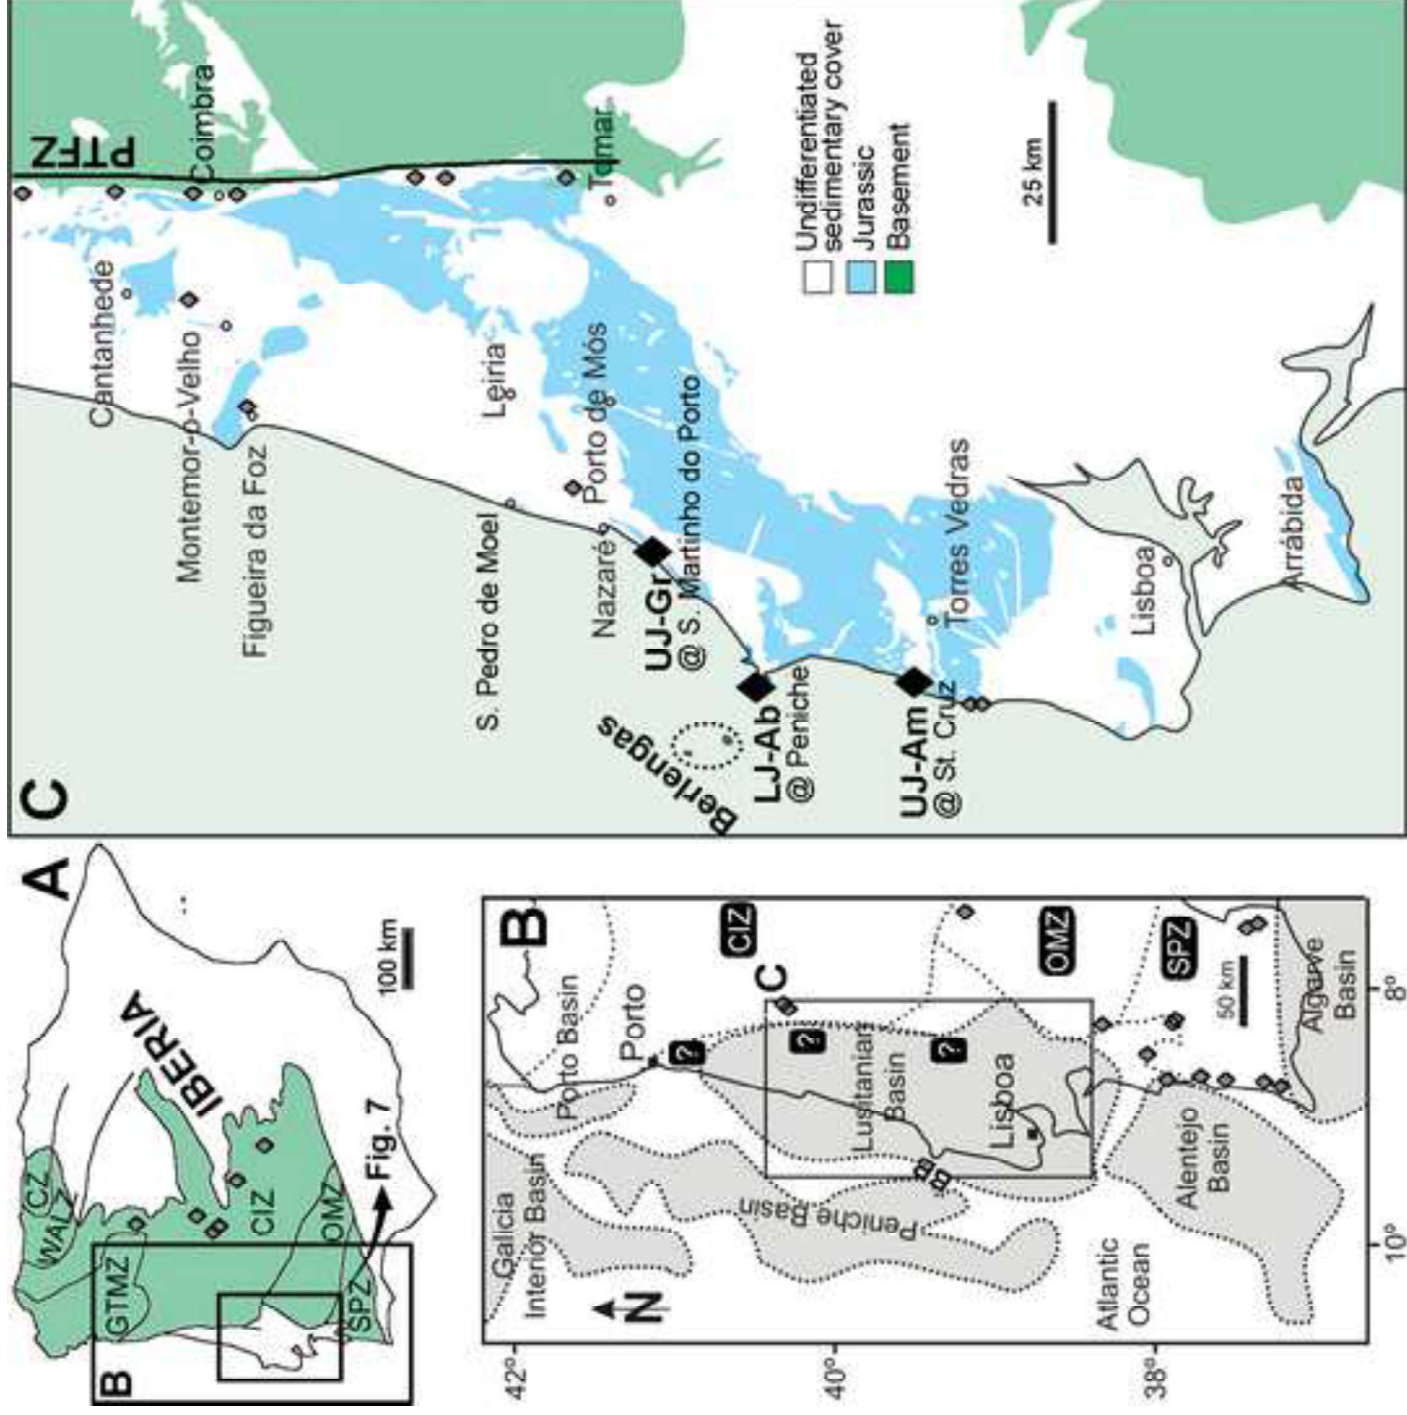 A
IBERIA
CZ
WALZ
GTMZ
CIZ
OMZ
SPZ
Fig. 7
100 km
B
B
Galicia
Interior Basin
Porto Basin
Porto
Peniche Basin
Lusitanian
Basin
Lisboa
Alentejo
Basin
Algarve
Basin
Atlantic
Ocean
N
C
CIZ
OMZ
SPZ
?
?
?
B
50 km
42°
40°
38°
10°
8°
C
PTFZ
Coimbra
Cantanhede
Montemor-o-Velho
Figueira da Foz
S. Pedro de Moel
Leiria
Tomar
Nazaré
Porto de Mós
UJ-Gr
@ S. Martinho do Porto
Berlengas
LJ-Ab
@ Peniche
UJ-Am
@ St. Cruz
Torres Vedras
Lisboa
Arrábida
Undifferentiated
sedimentary cover
Jurassic
Basement
25 km